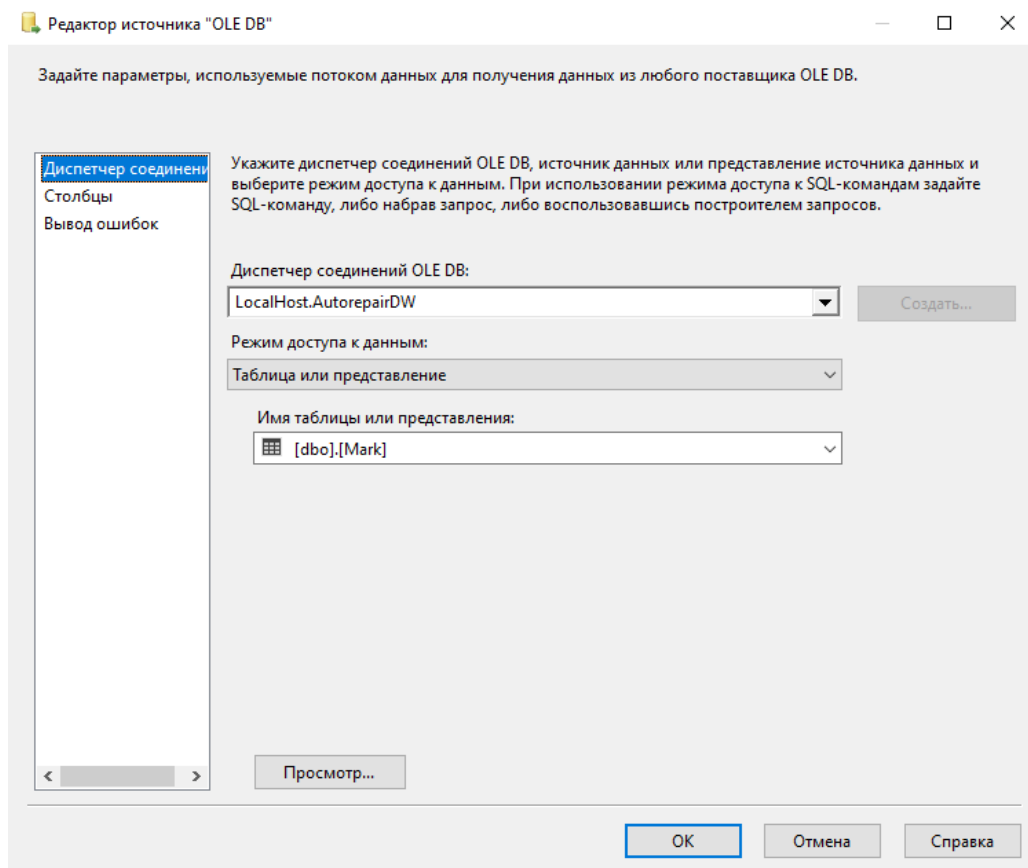 Редактор источника "OLE DB"
Задайте параметры, используемые потоком данных для получения данных из любого поставщика OLE DB.
Диспетчер соединени
Столбцы
Вывод ошибок
Укажите диспетчер соединений OLE DB, источник данных или представление источника данных и
выберите режим доступа к данным. При использовании режима доступа к SQL-командам задайте
SQL-команду, либо набрав запрос, либо воспользовавшись построителем запросов.
Диспетчер соединений OLE DB:
LocalHost.AutorepairDW
Создать...
Режим доступа к данным:
Таблица или представление
Имя таблицы или представления:
[dbo].[Mark]
Просмотр...
OK
Отмена
Справка